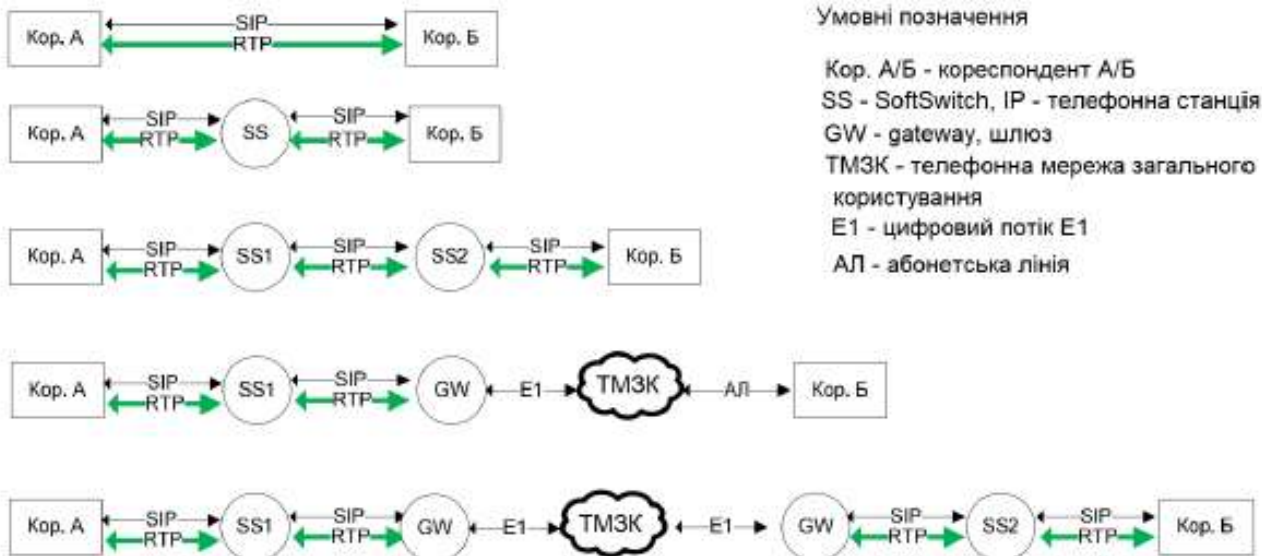 SIP
Кор. А
Кор. Б
RTP
SIP
SIP
Кор. А
SS
Кор. Б
RTP
RTP
SIP
SIP
SIP
Кор. А
SS1
SS2
Кор. Б
RTP
RTP
RTP
SIP
SIP
Кор. А
SS1
GW
E1
ТМЗК
АЛ
Кор. Б
RTP
RTP
SIP
SIP
SIP
SIP
Кор. А
SS1
GW
E1
ТМЗК
E1
GW
SS2
Кор. Б
RTP
RTP
RTP
RTP
Умовні позначення
Кор. А/Б - кореспондент А/Б
SS - SoftSwitch, IP - телефонна станція
GW - gateway, шлюз
ТМЗК - телефонна мережа загального
користування
Е1 - цифровий потік Е1
АЛ - абонетська лінія